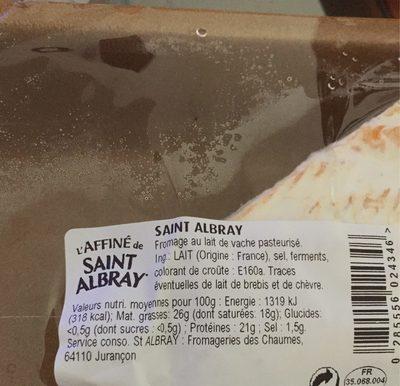 L'AFFINÉ de
SAINT
ALBRAY
SAINT ALBRAY
Fromage au lait de vache pasteurisé.
Ing.: LAIT (Origine : France), sel, ferments,
colorant de croûte : E160a. Traces
éventuelles de lait de brebis et de chèvre.
Valeurs nutri. moyennes pour 100g : Energie : 1319 kJ
(318 kcal); Mat. grasses: 26g (dont saturées: 18g); Glucides:
<0,5g (dont sucres : <0,5g) ; Protéines : 21g ; Sel : 1,5g.
Service conso. St ALBRAY : Fromageries des Chaumes,
64110 Jurançon
0 285556 024346 >
FR
35.068.004